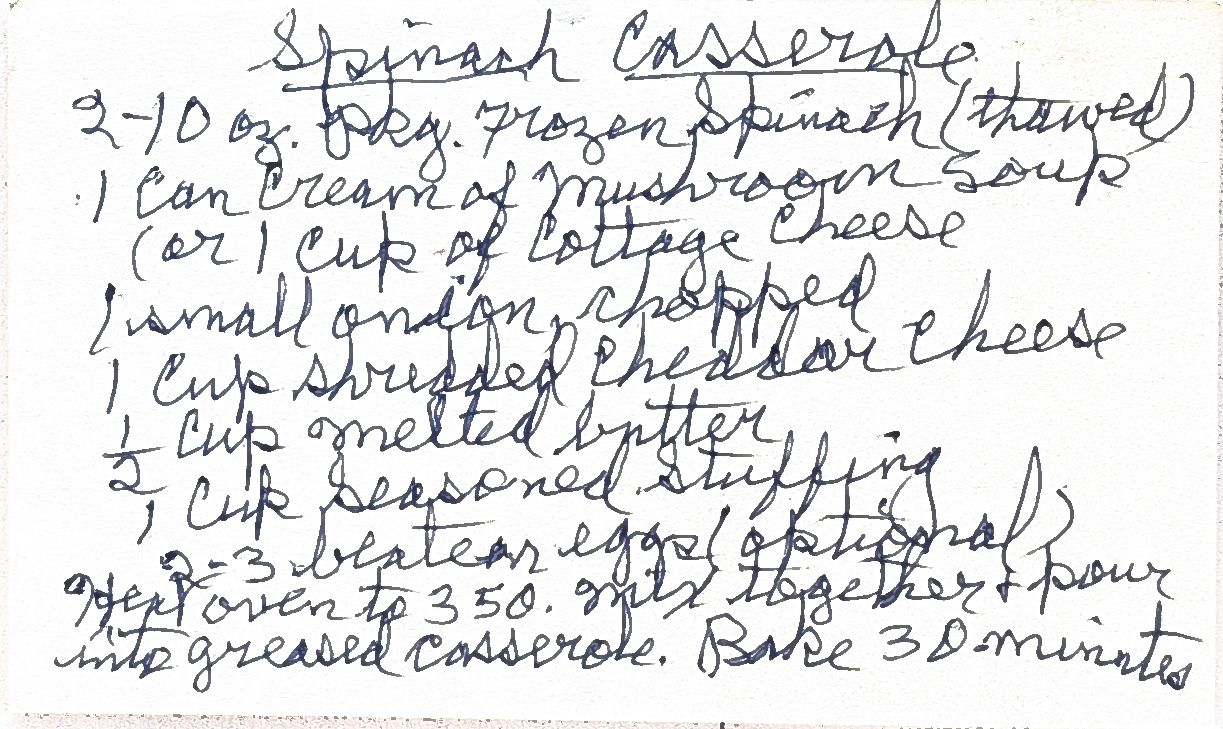 Spinach Casserole
2-10 oz. pkg. Frozen Spinach (thawed)
1 Can Cream of Mushroom Soup
(or 1 Cup of Cottage Cheese
1 small onion, chopped
1 Cup shredded Cheddar Cheese
1/2 Cup melted butter
1 Cup Seasoned Stuffing
2-3 beaten eggs (optional)
Heat oven to 350. Mix together & pour
into greased casserole. Bake 30 minutes